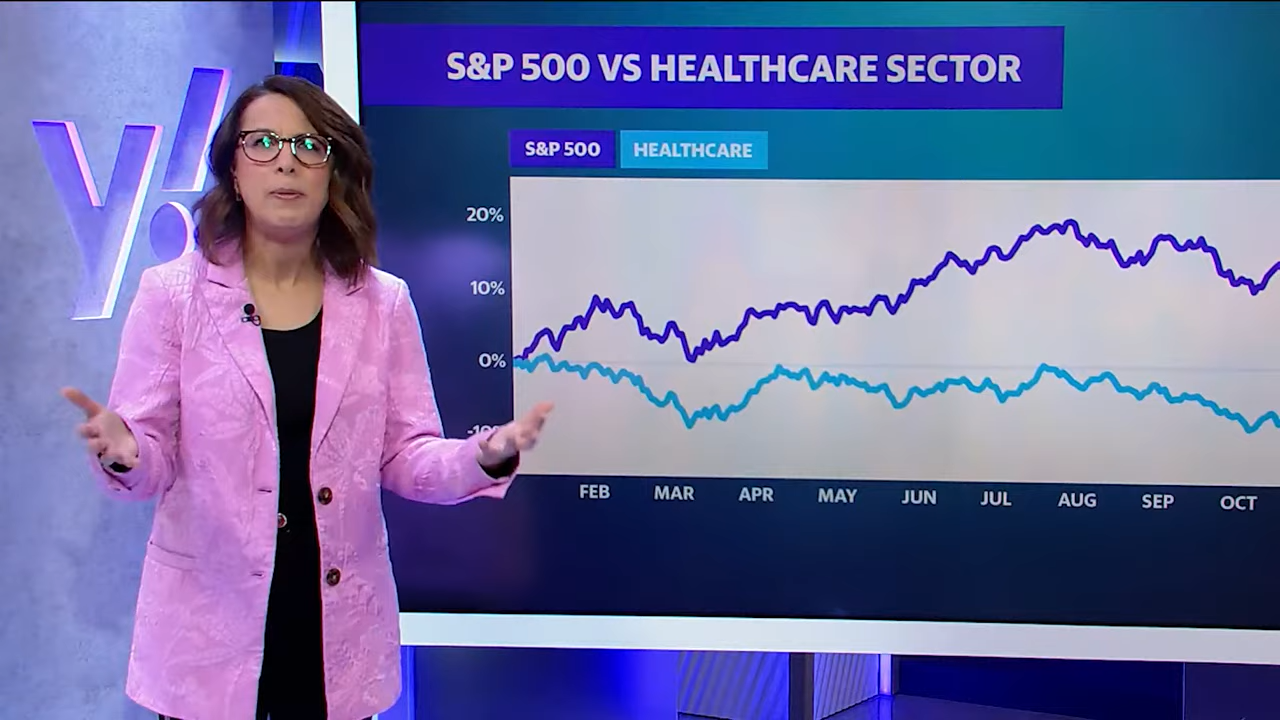 y!
S&P 500 VS HEALTHCARE SECTOR
S&P 500 HEALTHCARE
20%
10%
0%
FEB MAR APR MAY JUN JUL AUG SEP OCT